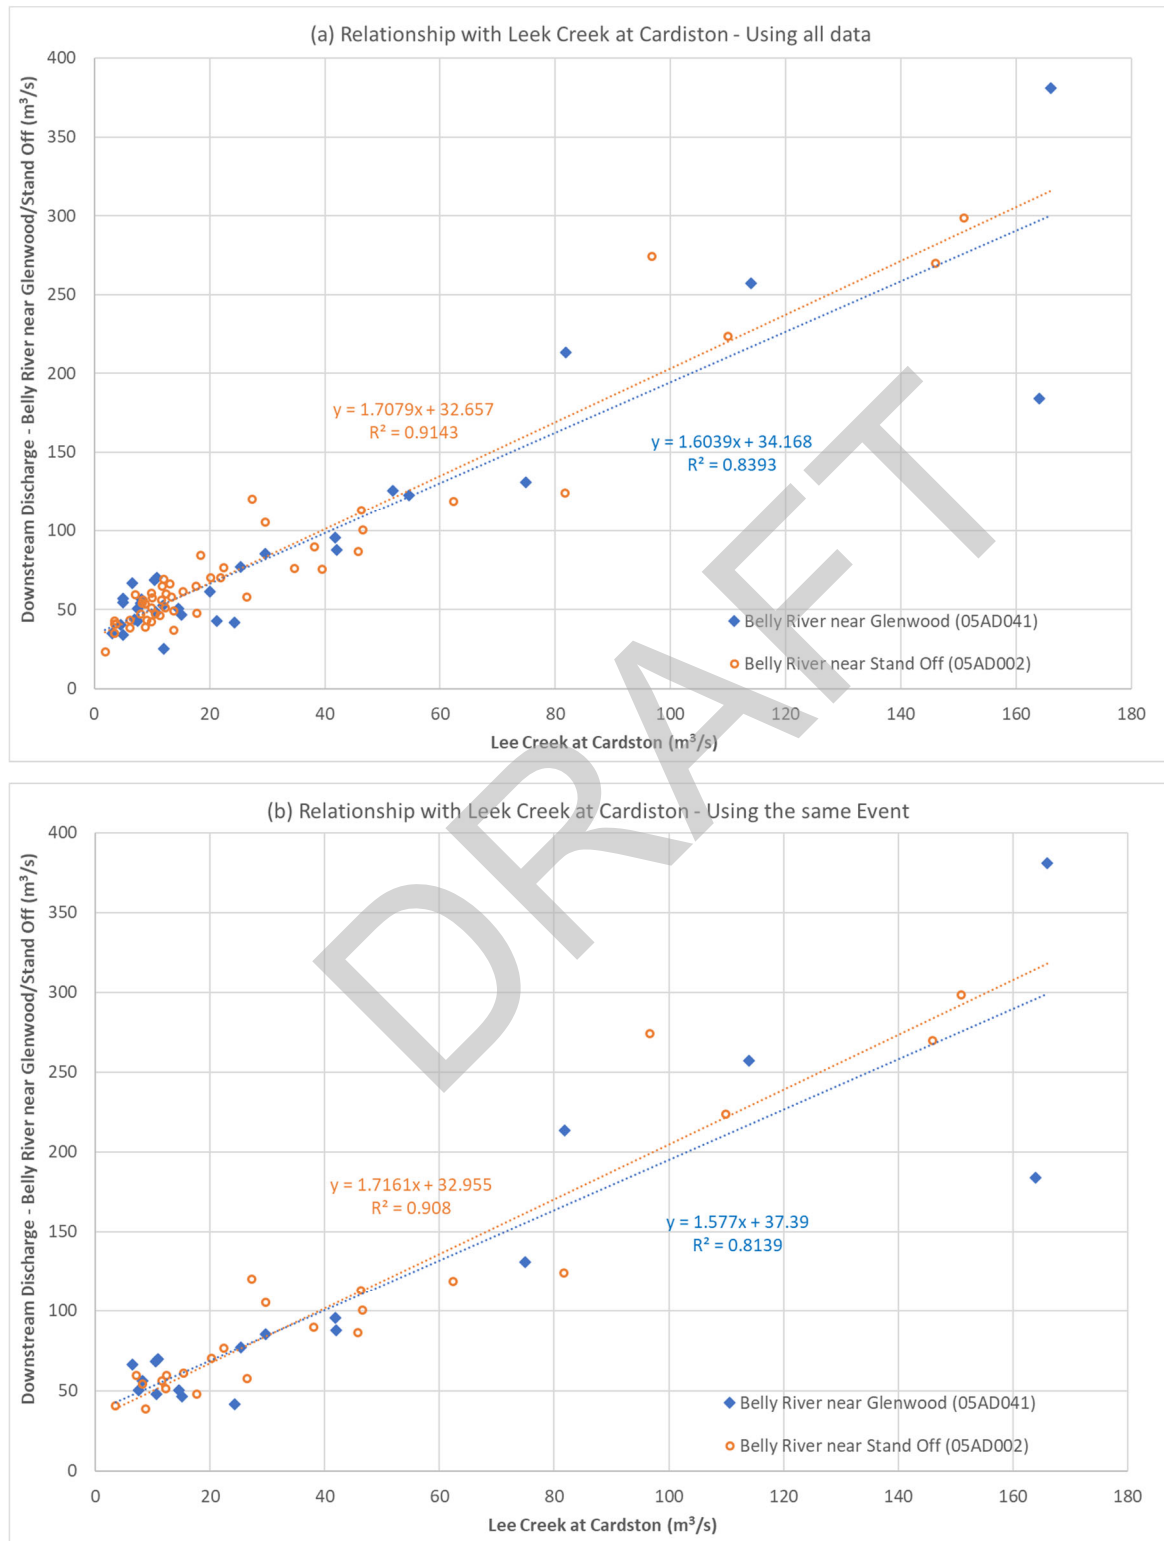 (a) Relationship with Leek Creek at Cardiston - Using all data
Downstream Discharge - Belly River near Glenwood/Stand Off (m³/s)
400
350
300
250
200
150
100
50
0
y = 1.7079x + 32.657
R² = 0.9143
y = 1.6039x + 34.168
R² = 0.8393
Belly River near Glenwood (05AD041)
Belly River near Stand Off (05AD002)
0 20 40 60 80 100 120 140 160 180
Lee Creek at Cardston (m³/s)
DRAFT
(b) Relationship with Leek Creek at Cardiston - Using the same Event
Downstream Discharge - Belly River near Glenwood/Stand Off (m³/s)
400
350
300
250
200
150
100
50
0
y = 1.7161x + 32.955
R² = 0.908
y = 1.577x + 37.39
R² = 0.8139
Belly River near Glenwood (05AD041)
Belly River near Stand Off (05AD002)
0 20 40 60 80 100 120 140 160 180
Lee Creek at Cardston (m³/s)